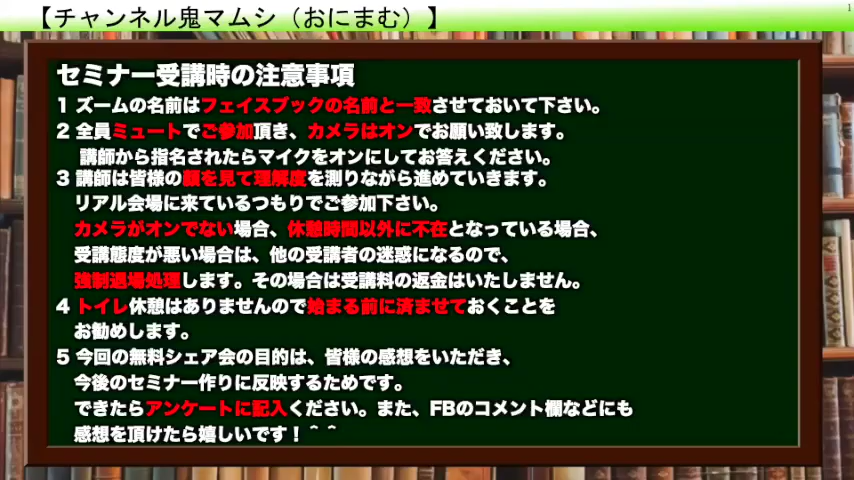 【チャンネル鬼マムシ（おにまむ）】
1
セミナー受講時の注意事項
1 ズームの名前はフェイスブックの名前と一致させておいて下さい。
2 全員ミュートでご参加頂き、カメラはオンでお願い致します。
講師から指名されたらマイクをオンにしてお答えください。
3 講師は皆様の顔を見て理解度を測りながら進めていきます。
リアル会場に来ているつもりでご参加下さい。
カメラがオンでない場合、休憩時間以外に不在となっている場合、
受講態度が悪い場合は、他の受講者の迷惑になるので、
強制退場処理します。その場合は受講料の返金はいたしません。
4 トイレ休憩はありませんので始まる前に済ませておくことを
お勧めします。
5 今回の無料シェア会の目的は、皆様の感想をいただき、
今後のセミナー作りに反映するためです。
できたらアンケートに記入ください。また、FBのコメント欄などにも
感想を頂けたら嬉しいです！＾＾